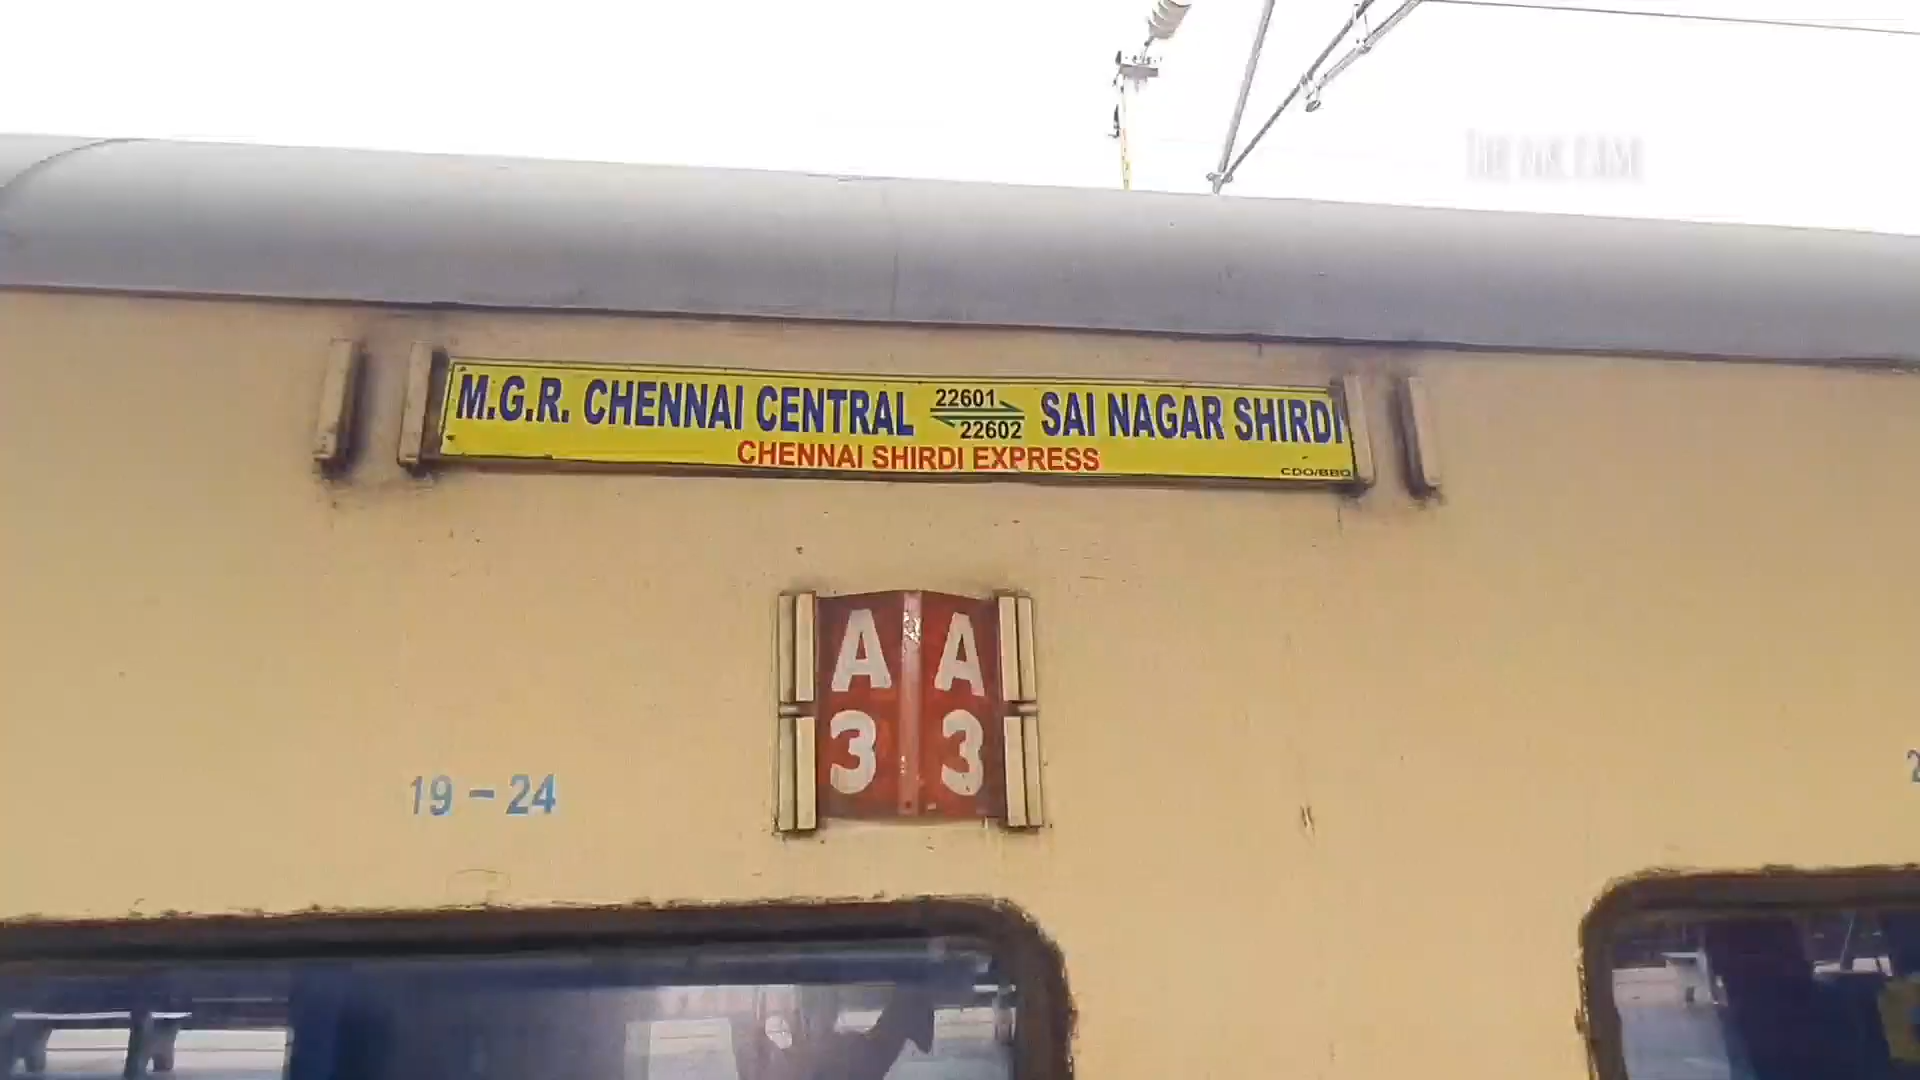 M.G.R. CHENNAI CENTRAL 22601 22602 SAI NAGAR SHIRDI
CHENNAI SHIRDI EXPRESS
CDO/BBQ
A A
3 3
19 - 24